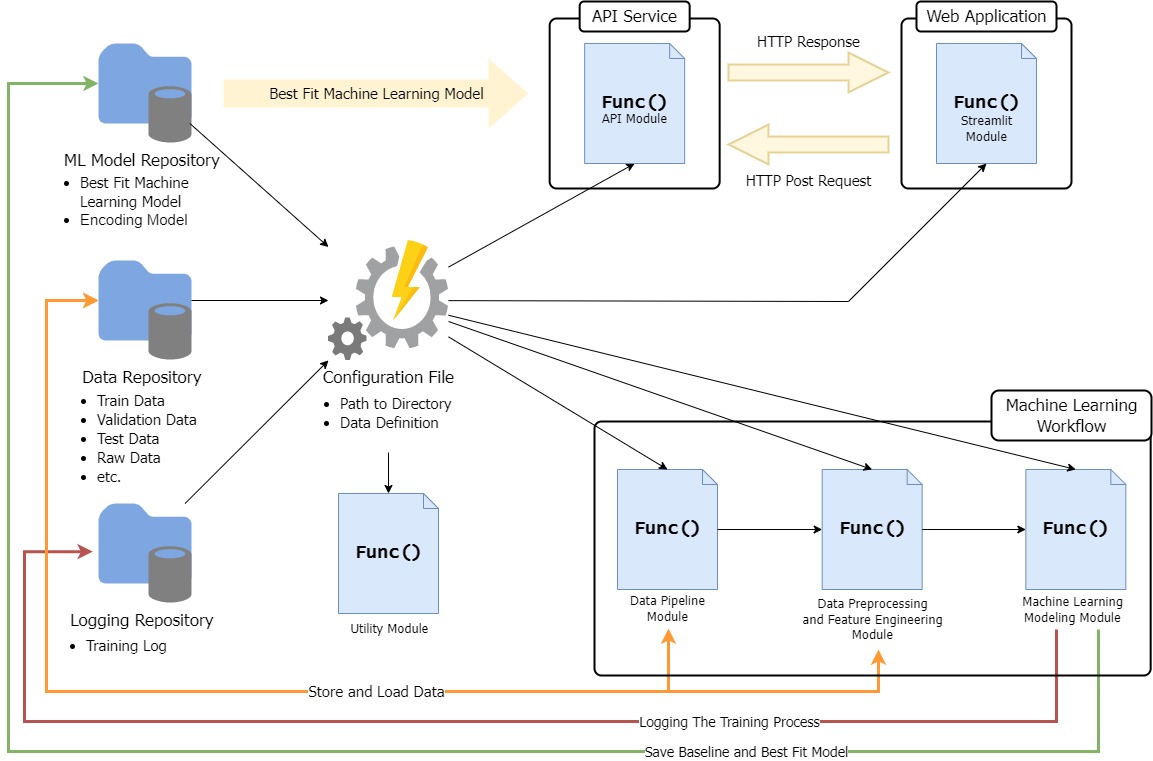 API Service
Web Application
HTTP Response
Func()
API Module
Func()
Streamlit
Module
Best Fit Machine Learning Model
HTTP Post Request
ML Model Repository
• Best Fit Machine
Learning Model
• Encoding Model
Data Repository
• Train Data
• Validation Data
• Test Data
• Raw Data
• etc.
Configuration File
• Path to Directory
• Data Definition
Machine Learning
Workflow
Func()
Utility Module
Func()
Data Pipeline
Module
Func()
Data Preprocessing
and Feature Engineering
Module
Func()
Machine Learning
Modeling Module
Logging Repository
• Training Log
Store and Load Data
Logging The Training Process
Save Baseline and Best Fit Model